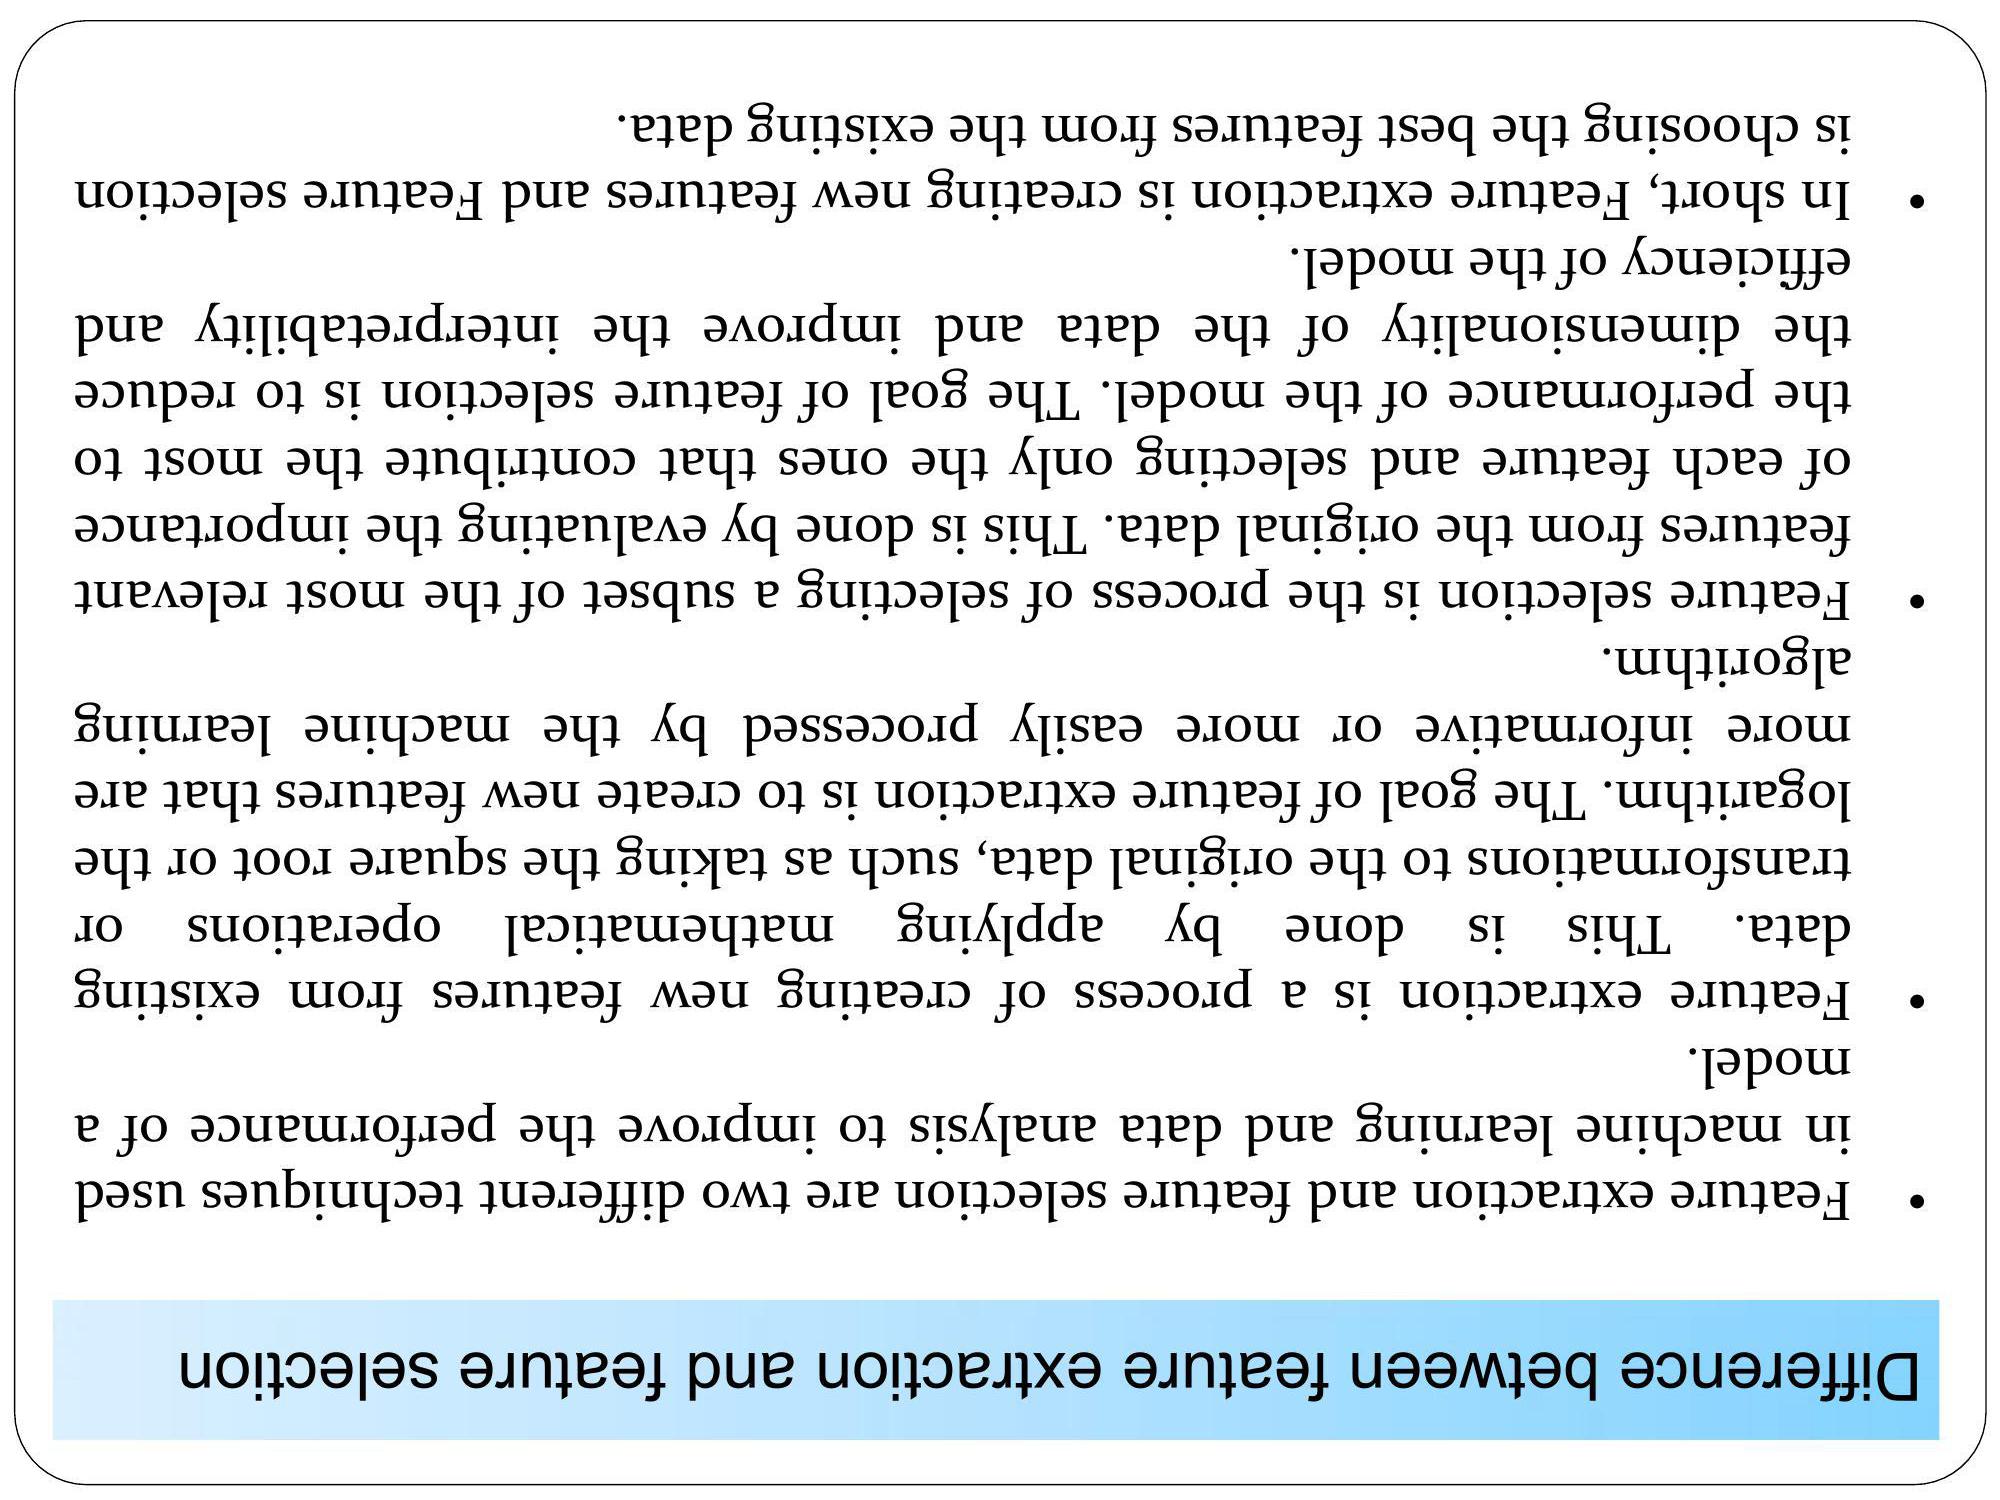 Difference between feature extraction and feature selection
• Feature extraction and feature selection are two different techniques used
in machine learning and data analysis to improve the performance of a
model.
• Feature extraction is a process of creating new features from existing
data. This is done by applying mathematical operations or
transformations to the original data, such as taking the square root or the
logarithm. The goal of feature extraction is to create new features that are
more informative or more easily processed by the machine learning
algorithm.
• Feature selection is the process of selecting a subset of the most relevant
features from the original data. This is done by evaluating the importance
of each feature and selecting only the ones that contribute the most to
the performance of the model. The goal of feature selection is to reduce
the dimensionality of the data and improve the interpretability and
efficiency of the model.
• In short, Feature extraction is creating new features and Feature selection
is choosing the best features from the existing data.